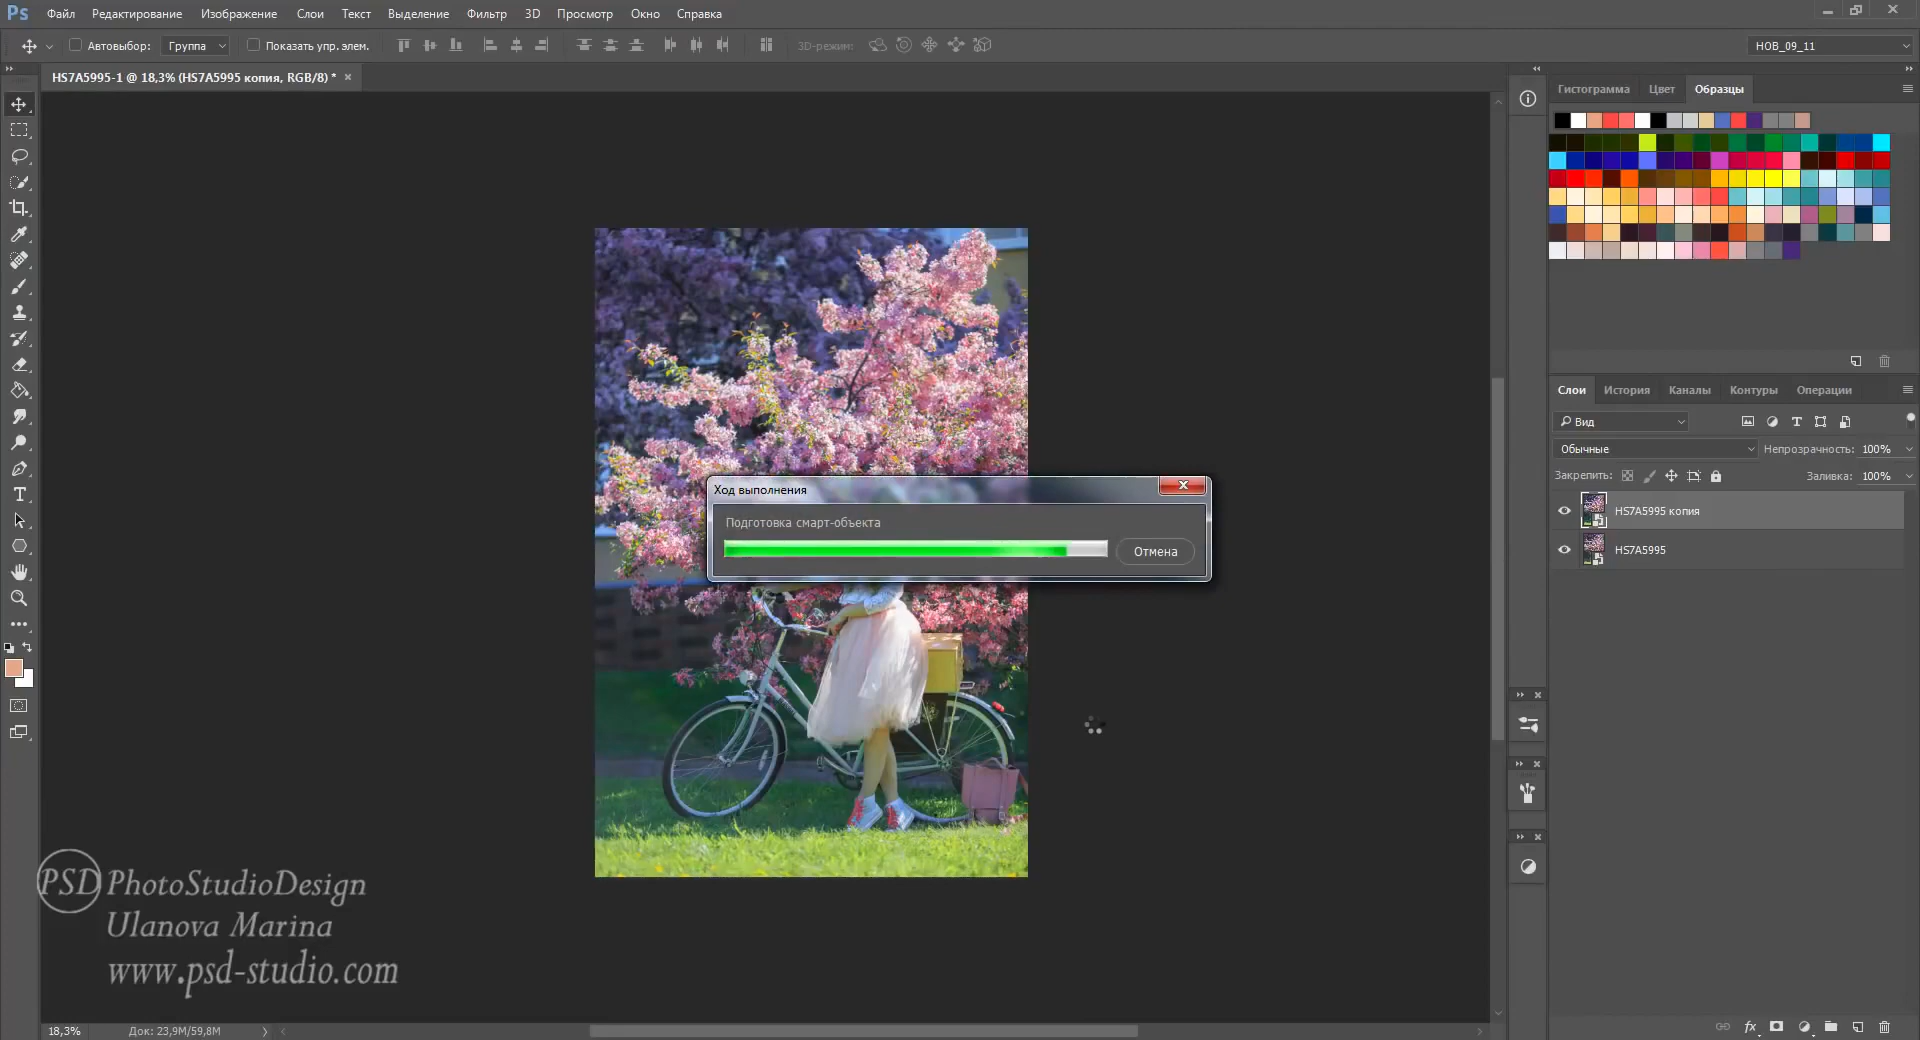 Ps Файл Редактирование Изображение Слои Текст Выделение Фильтр 3D Просмотр Окно Справка
Автовыбор: Группа Показать упр. элем. 3D-режим: НОВ_09_11
HS7A5995-1 @ 18,3% (HS7A5995 копия, RGB/8) *
Гистограмма Цвет Образцы
Слои История Каналы Контуры Операции
Вид
Обычные Непрозрачность: 100%
Закрепить: Заливка: 100%
HS7A5995 копия
HS7A5995
Ход выполнения
Подготовка смарт-объекта
Отмена
PSD PhotoStudioDesign
Ulanova Marina
www.psd-studio.com
18,3% Док: 23,9M/59,8M
fx